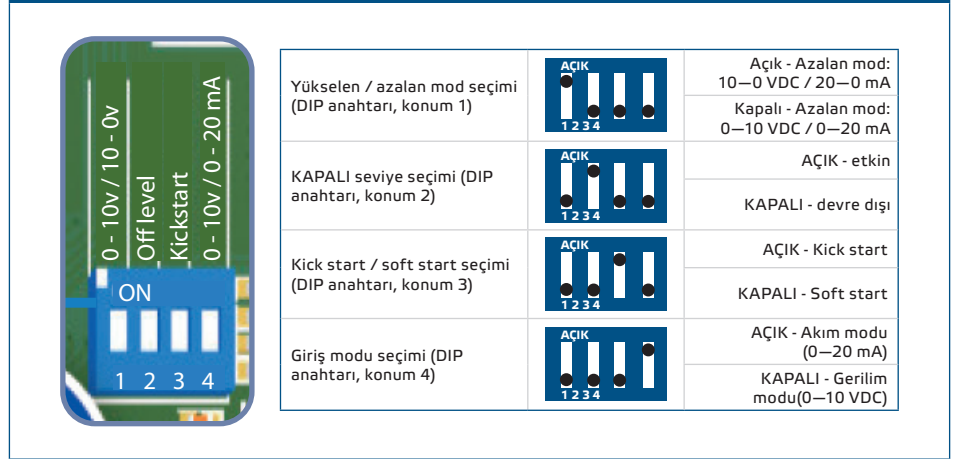 0 - 10v / 10 - 0v
Off level
Kickstart
0 - 10v / 0 - 20 mA
ON
1 2 3 4
Yükselen / azalan mod seçimi
(DIP anahtarı, konum 1)
AÇIK
1 2 3 4
Açık - Azalan mod:
10—0 VDC / 20—0 mA
Kapalı - Azalan mod:
0—10 VDC / 0—20 mA
KAPALI seviye seçimi (DIP
anahtarı, konum 2)
AÇIK
1 2 3 4
AÇIK - etkin
KAPALI - devre dışı
Kick start / soft start seçimi
(DIP anahtarı, konum 3)
AÇIK
1 2 3 4
AÇIK - Kick start
KAPALI - Soft start
Giriş modu seçimi (DIP
anahtarı, konum 4)
AÇIK
1 2 3 4
AÇIK - Akım modu
(0—20 mA)
KAPALI - Gerilim
modu(0—10 VDC)